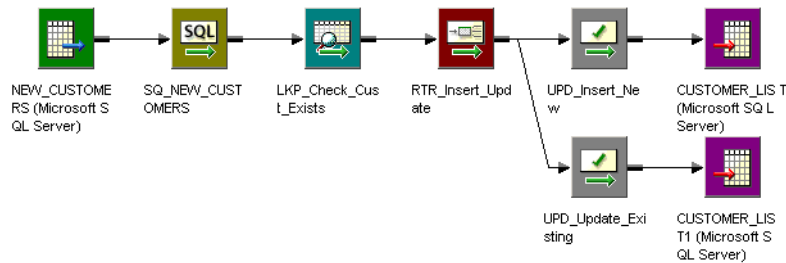 SQL
NEW_CUSTOME
RS (Microsoft S
QL Server)
SQ_NEW_CUST
OMERS
LKP_Check_Cus
t_Exists
RTR_Insert_Upd
ate
UPD_Insert_Ne
w
CUSTOMER_LIS T
(Microsoft SQ L
Server)
UPD_Update_Exi
sting
CUSTOMER_LIS
T1 (Microsoft S
QL Server)